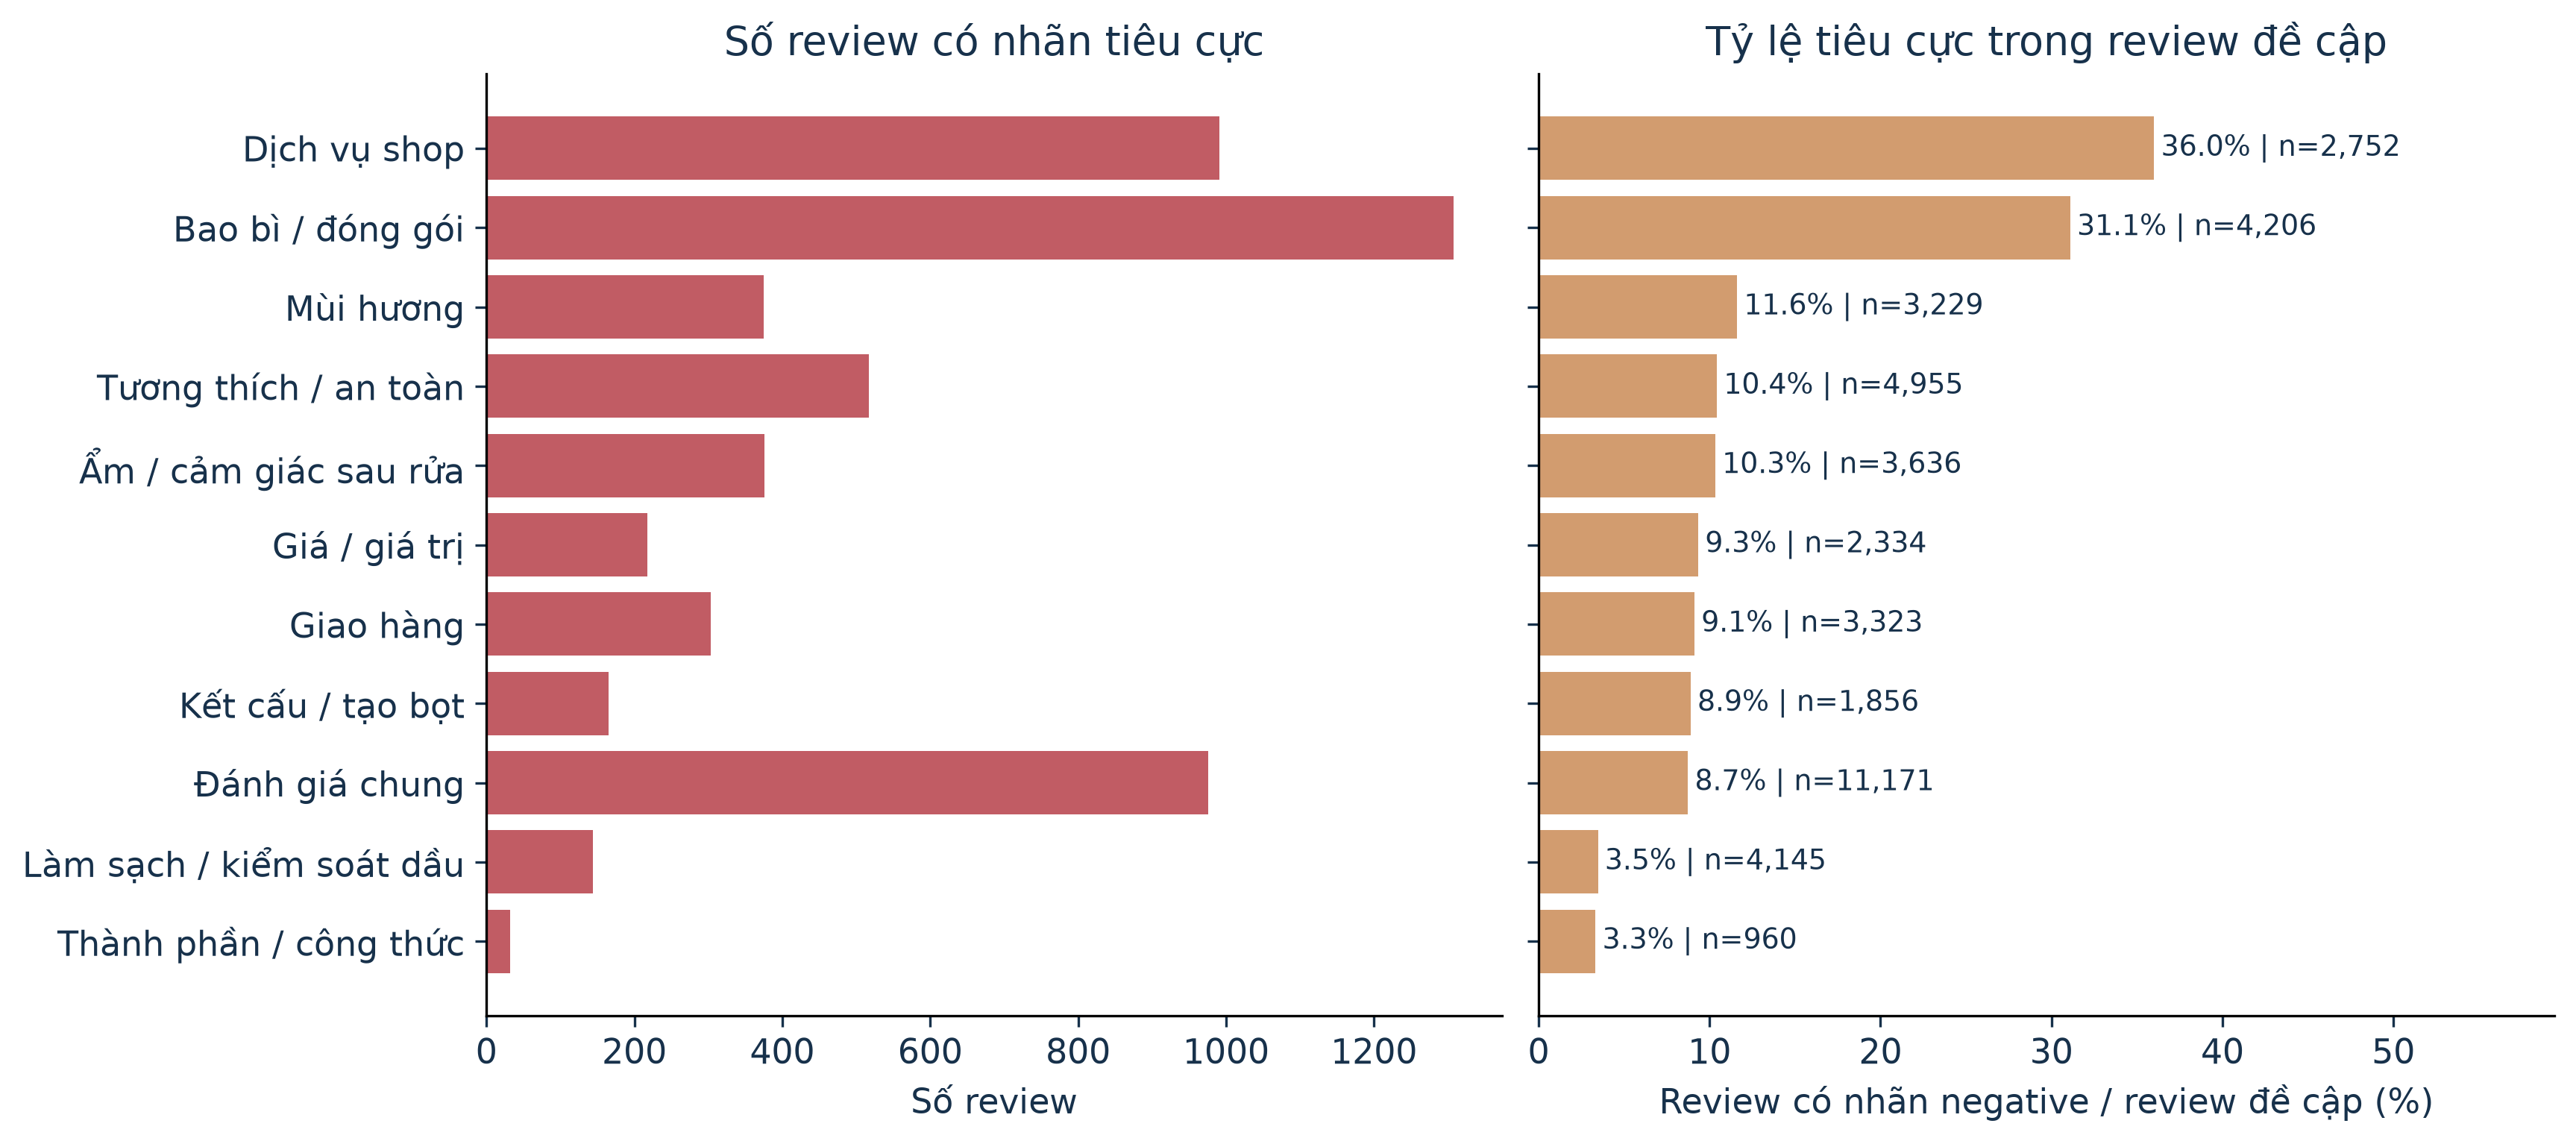 Số review có nhãn tiêu cực
Dịch vụ shop
Bao bì / đóng gói
Mùi hương
Tương thích / an toàn
Ẩm / cảm giác sau rửa
Giá / giá trị
Giao hàng
Kết cấu / tạo bọt
Đánh giá chung
Làm sạch / kiểm soát dầu
Thành phần / công thức
0 200 400 600 800 1000 1200
Số review
Tỷ lệ tiêu cực trong review đề cập
36.0% | n=2,752
31.1% | n=4,206
11.6% | n=3,229
10.4% | n=4,955
10.3% | n=3,636
9.3% | n=2,334
9.1% | n=3,323
8.9% | n=1,856
8.7% | n=11,171
3.5% | n=4,145
3.3% | n=960
0 10 20 30 40 50
Review có nhãn negative / review đề cập (%)